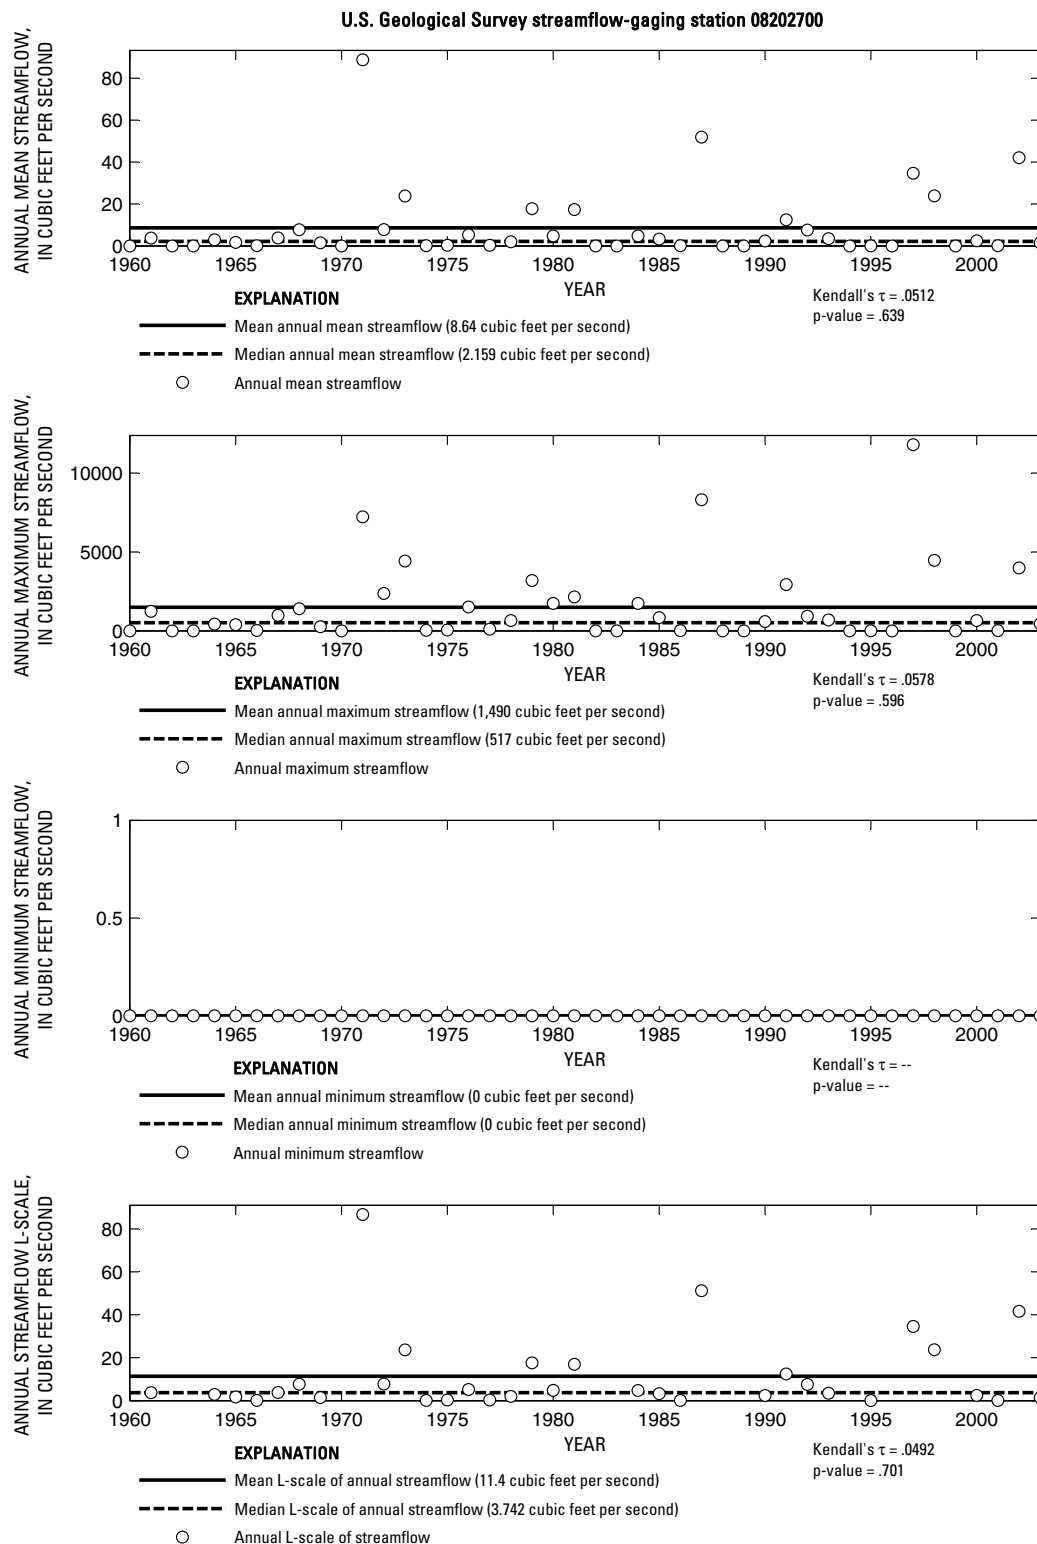 U.S. Geological Survey streamflow-gaging station 08202700
ANNUAL MEAN STREAMFLOW,
IN CUBIC FEET PER SECOND
80
60
40
20
0
1960 1965 1970 1975 1980 1985 1990 1995 2000
YEAR
Kendall's τ = .0512
p-value = .639
EXPLANATION
Mean annual mean streamflow (8.64 cubic feet per second)
Median annual mean streamflow (2.159 cubic feet per second)
Annual mean streamflow
ANNUAL MAXIMUM STREAMFLOW,
IN CUBIC FEET PER SECOND
10000
5000
0
1960 1965 1970 1975 1980 1985 1990 1995 2000
YEAR
Kendall's τ = .0578
p-value = .596
EXPLANATION
Mean annual maximum streamflow (1,490 cubic feet per second)
Median annual maximum streamflow (517 cubic feet per second)
Annual maximum streamflow
ANNUAL MINIMUM STREAMFLOW,
IN CUBIC FEET PER SECOND
1
0.5
0
1960 1965 1970 1975 1980 1985 1990 1995 2000
YEAR
Kendall's τ = --
p-value = --
EXPLANATION
Mean annual minimum streamflow (0 cubic feet per second)
Median annual minimum streamflow (0 cubic feet per second)
Annual minimum streamflow
ANNUAL STREAMFLOW L-SCALE,
IN CUBIC FEET PER SECOND
80
60
40
20
0
1960 1965 1970 1975 1980 1985 1990 1995 2000
YEAR
Kendall's τ = .0492
p-value = .701
EXPLANATION
Mean L-scale of annual streamflow (11.4 cubic feet per second)
Median L-scale of annual streamflow (3.742 cubic feet per second)
Annual L-scale of streamflow